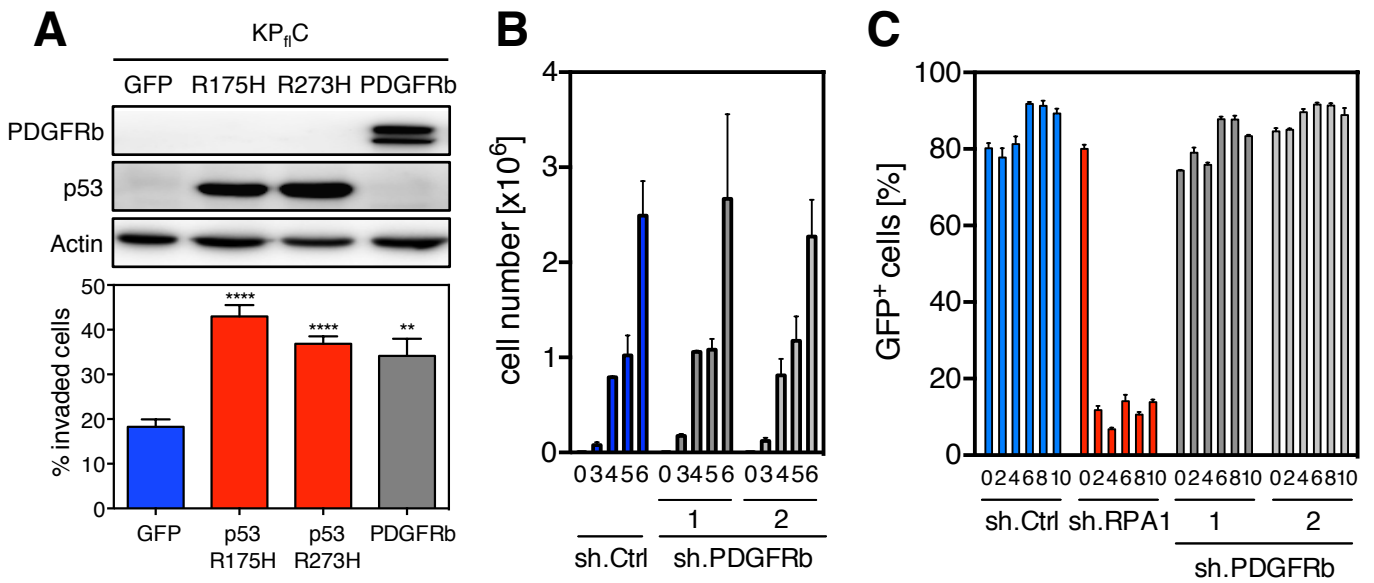 A
KPflC
GFP R175H R273H PDGFRb
PDGFRb
p53
Actin
% invaded cells
50
40
30
20
10
0
**** **** **
GFP p53 R175H p53 R273H PDGFRb
B
cell number [x10⁶]
4
3
2
1
0
0 3 4 5 6 0 3 4 5 6 0 3 4 5 6
1 2
sh.Ctrl sh.PDGFRb
C
GFP⁺ cells [%]
100
80
60
40
20
0
0 2 4 6 8 10 0 2 4 6 8 10 0 2 4 6 8 10 0 2 4 6 8 10
sh.Ctrl sh.RPA1 1 2
sh.PDGFRb